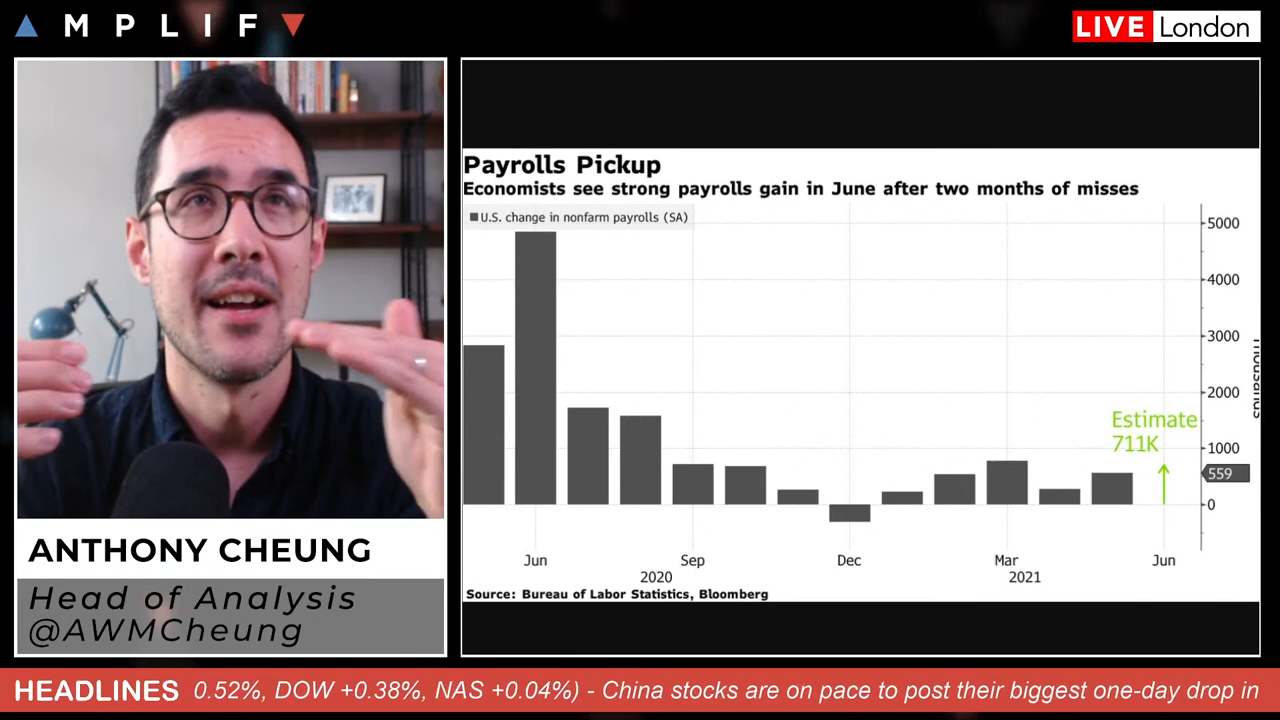 AMPLIFY
LIVE London
Payrolls Pickup
Economists see strong payrolls gain in June after two months of misses
U.S. change in nonfarm payrolls (SA)
5000
4000
3000
2000
1000
0
559
Estimate
711K
Jun
Sep
Dec
Mar
Jun
2020
2021
Source: Bureau of Labor Statistics, Bloomberg
ANTHONY CHEUNG
Head of Analysis
@AWMCheung
HEADLINES 0.52%, DOW +0.38%, NAS +0.04%) - China stocks are on pace to post their biggest one-day drop in